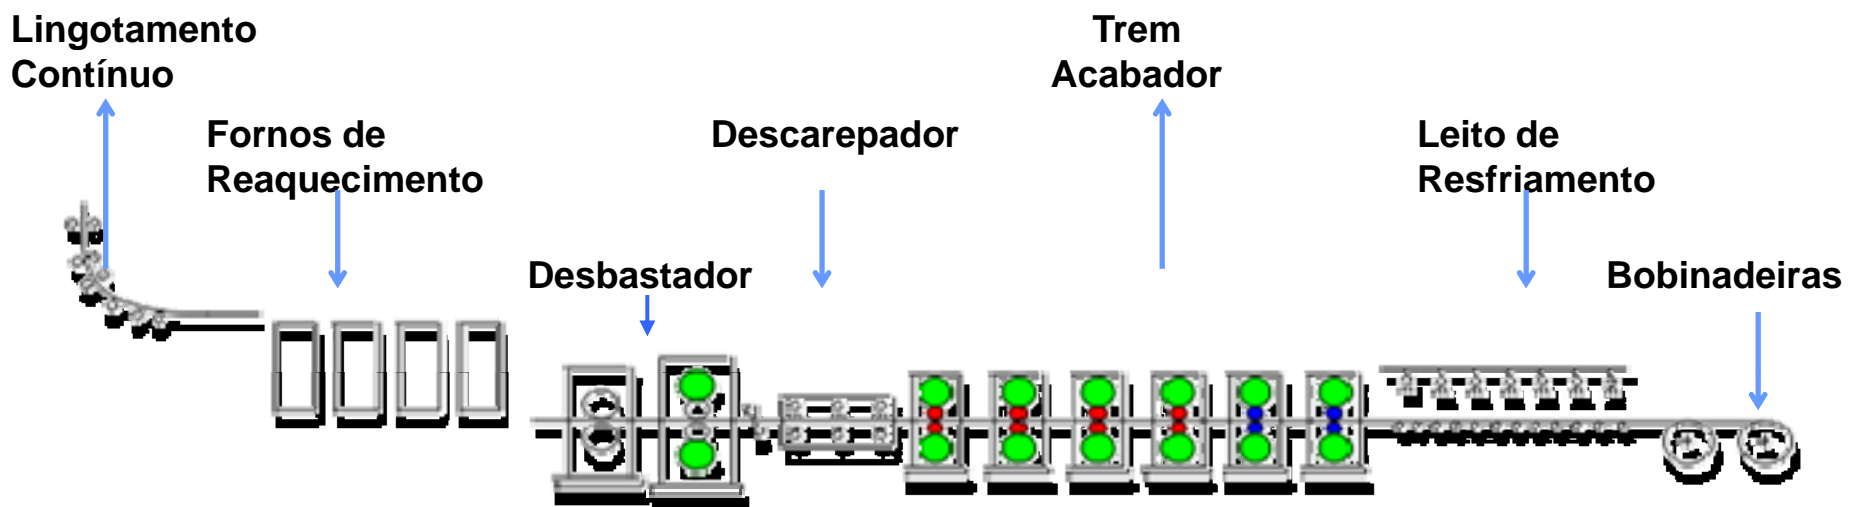 Lingotamento
Contínuo
Fornos de
Reaquecimento
Desbastador
Descarepador
Trem
Acabador
Leito de
Resfriamento
Bobinadeiras